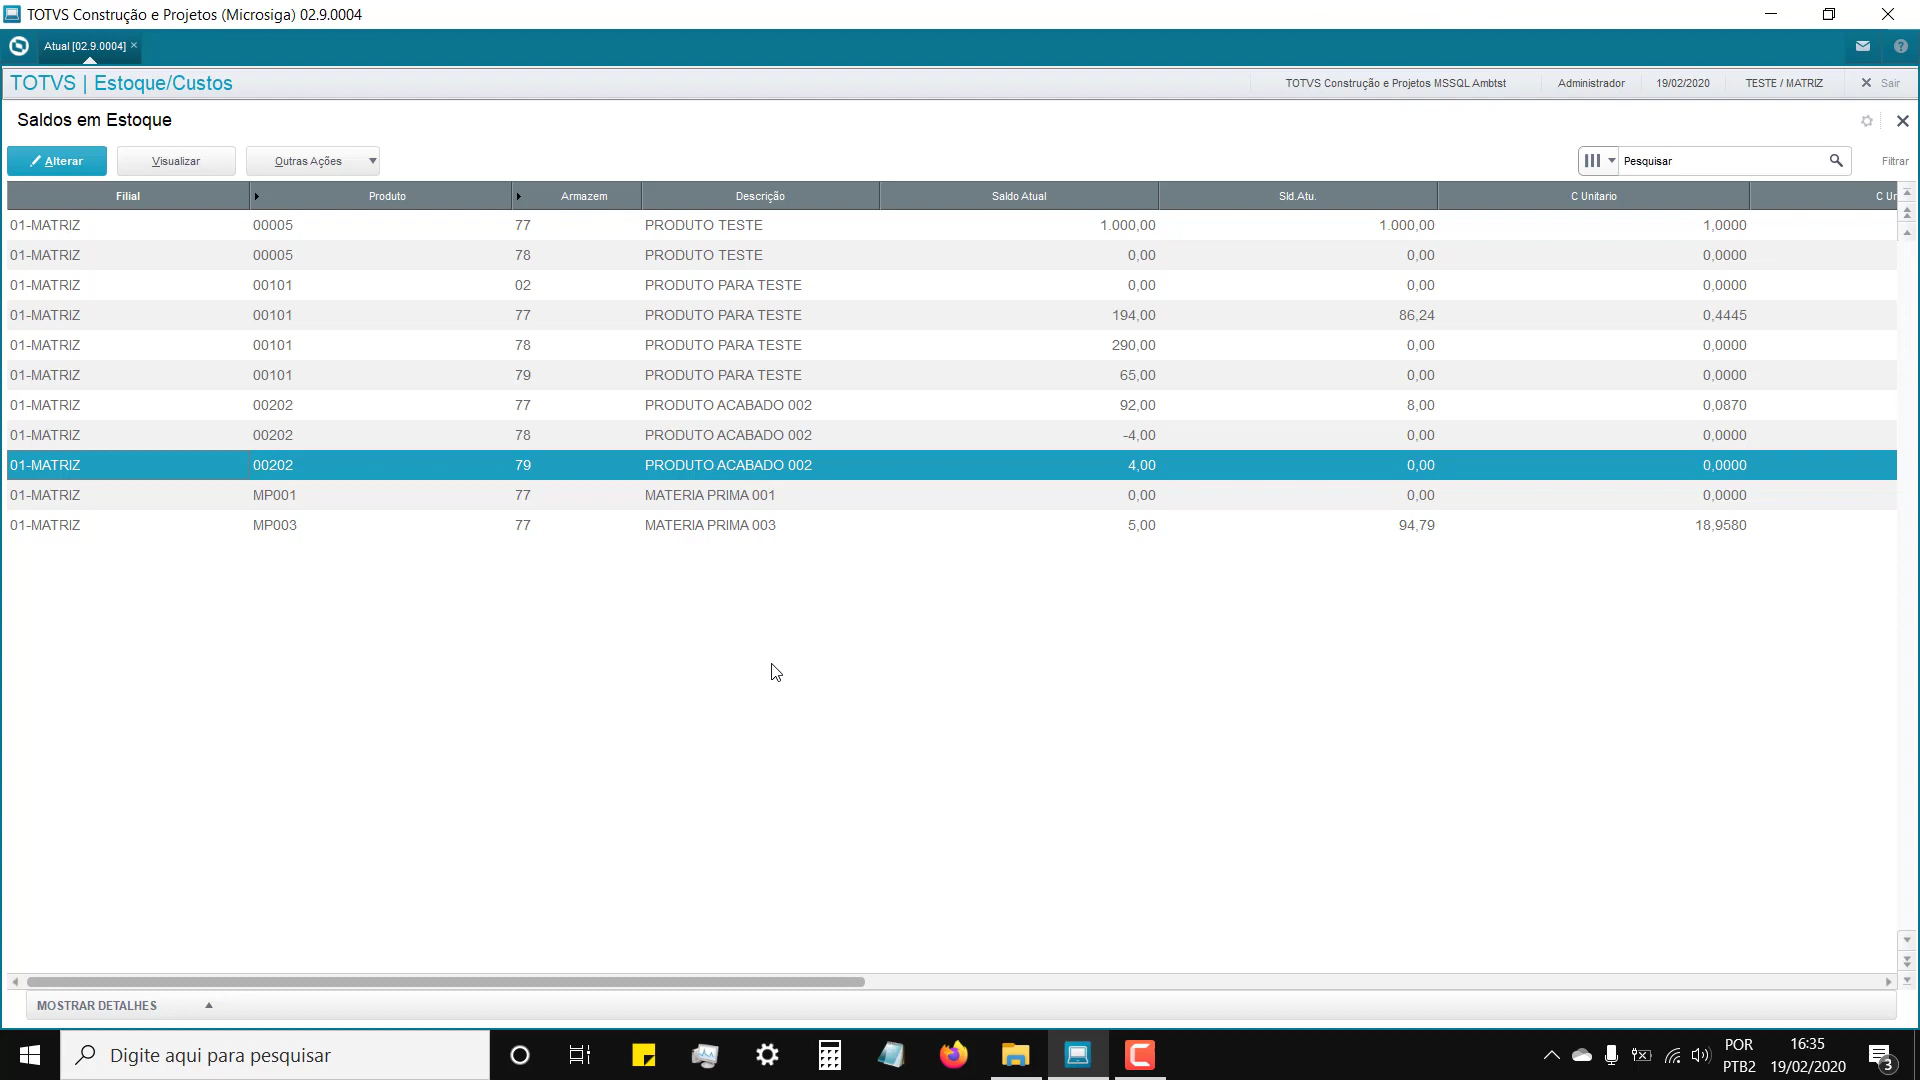 TOTVS Construção e Projetos (Microsiga) 02.9.0004
Atual [02.9.0004]
TOTVS | Estoque/Custos
TOTVS Construção e Projetos MSSQL Ambtst
Administrador
19/02/2020
TESTE / MATRIZ
Sair
Saldos em Estoque
Alterar
Visualizar
Outras Ações
Pesquisar
Filtrar
Filial Produto Armazem Descrição Saldo Atual Sld.Atu. C Unitario C Un
01-MATRIZ 00005 77 PRODUTO TESTE 1.000,00 1.000,00 1,0000
01-MATRIZ 00005 78 PRODUTO TESTE 0,00 0,00 0,0000
01-MATRIZ 00101 02 PRODUTO PARA TESTE 0,00 0,00 0,0000
01-MATRIZ 00101 77 PRODUTO PARA TESTE 194,00 86,24 0,4445
01-MATRIZ 00101 78 PRODUTO PARA TESTE 290,00 0,00 0,0000
01-MATRIZ 00101 79 PRODUTO PARA TESTE 65,00 0,00 0,0000
01-MATRIZ 00202 77 PRODUTO ACABADO 002 92,00 8,00 0,0870
01-MATRIZ 00202 78 PRODUTO ACABADO 002 -4,00 0,00 0,0000
01-MATRIZ 00202 79 PRODUTO ACABADO 002 4,00 0,00 0,0000
01-MATRIZ MP001 77 MATERIA PRIMA 001 0,00 0,00 0,0000
01-MATRIZ MP003 77 MATERIA PRIMA 003 5,00 94,79 18,9580
MOSTRAR DETALHES
Digite aqui para pesquisar
POR
PTB2
16:35
19/02/2020
3